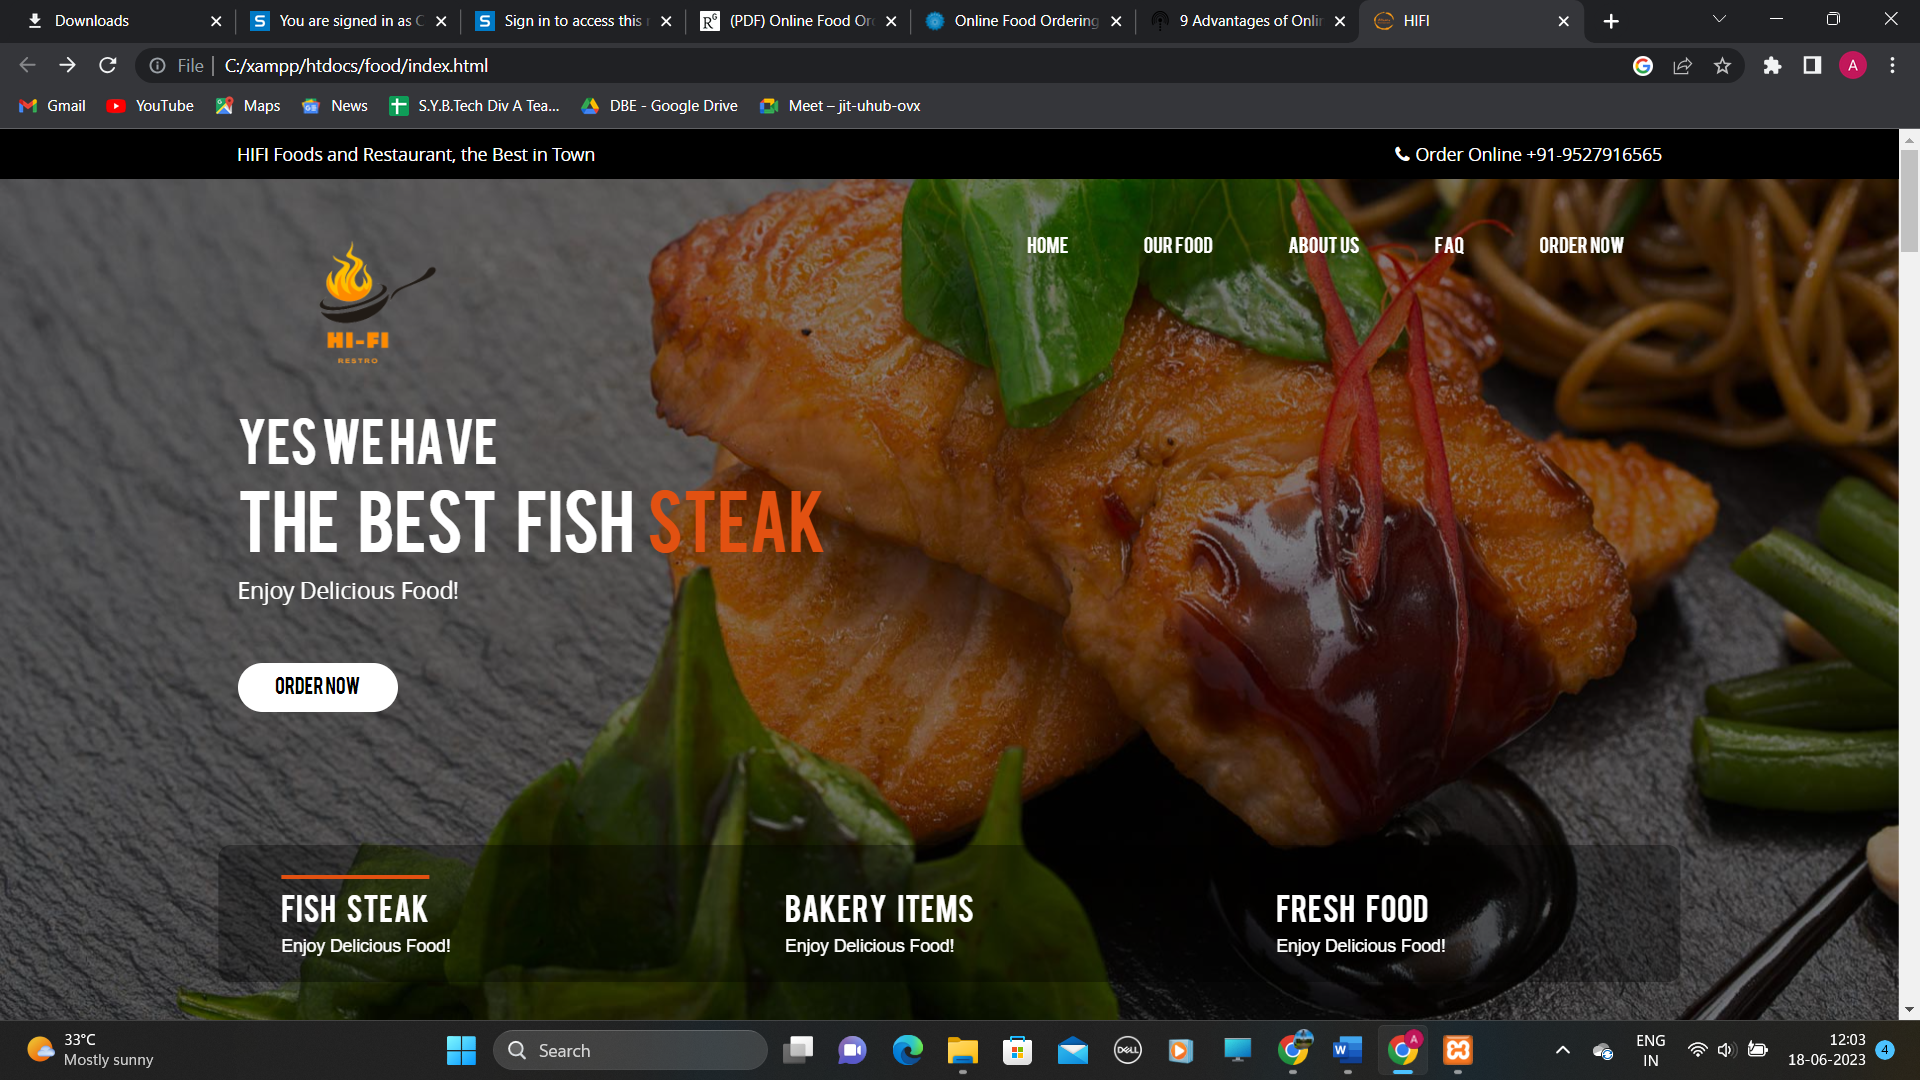 Downloads
You are signed in as C
Sign in to access this
(PDF) Online Food Or
Online Food Ordering
9 Advantages of Onli
HIFI
File
C:/xampp/htdocs/food/index.html
A
Gmail
YouTube
Maps
News
S.Y.B.Tech Div A Tea...
DBE - Google Drive
Meet – jit-uhub-ovx
HIFI Foods and Restaurant, the Best in Town
Order Online +91-9527916565
HOME
OUR FOOD
ABOUT US
FAQ
ORDER NOW
HI-FI
RESTRO
YES WE HAVE
THE BEST FISH STEAK
Enjoy Delicious Food!
ORDER NOW
FISH STEAK
Enjoy Delicious Food!
BAKERY ITEMS
Enjoy Delicious Food!
FRESH FOOD
Enjoy Delicious Food!
33°C
Mostly sunny
Search
DELL
A
ENG
IN
12:03
18-06-2023
4